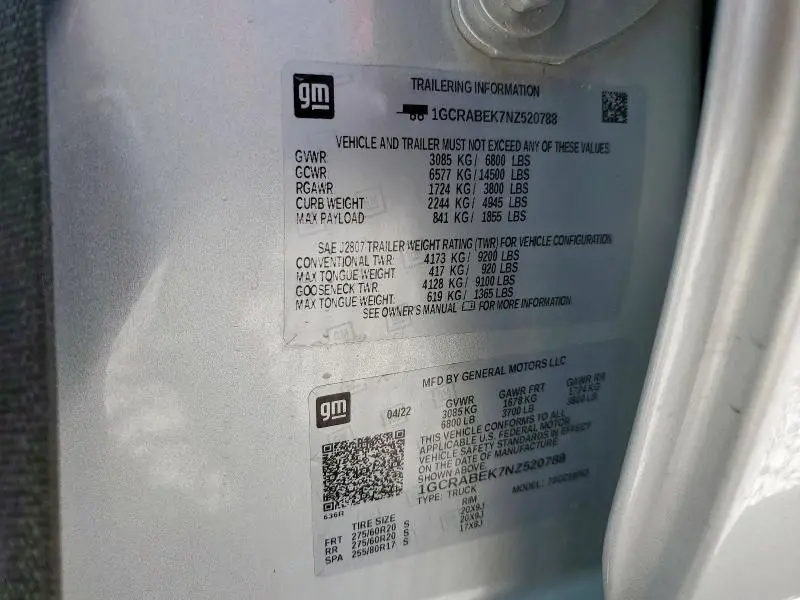 gm
TRAILERING INFORMATION
1GCRABEK7NZ520788
VEHICLE AND TRAILER MUST NOT EXCEED ANY OF THESE VALUES
GVWR 3085 KG/ 6800 LBS
GCWR 6577 KG/14500 LBS
RGAWR 1724 KG/ 3800 LBS
CURB WEIGHT 2244 KG/ 4945 LBS
MAX PAYLOAD 841 KG/ 1855 LBS
SAE J2807 TRAILER WEIGHT RATING (TWR) FOR VEHICLE CONFIGURATION
CONVENTIONAL TWR: 4173 KG/ 9200 LBS
MAX TONGUE WEIGHT: 417 KG/ 920 LBS
GOOSENECK TWR: 4128 KG/ 9100 LBS
MAX TONGUE WEIGHT: 619 KG/ 1365 LBS
SEE OWNER'S MANUAL FOR MORE INFORMATION
MFD BY GENERAL MOTORS LLC
gm
04/22
GVWR GAWR FRT GAWR RR
3085KG 1678KG 1724KG
6800 LB 3700 LB 3800 LB
THIS VEHICLE CONFORMS TO ALL
APPLICABLE U.S. FEDERAL MOTOR
VEHICLE SAFETY STANDARDS IN EFFECT
ON THE DATE OF MANUFACTURE
SHOWN ABOVE.
1GCRABEK7NZ520788
TYPE: TRUCK MODEL:
636R
TIRE SIZE RIM
FRT 275/60R20 S 20X9J
RR 275/60R20 S 20X9J
SPA 255/80R17 S 17X8J